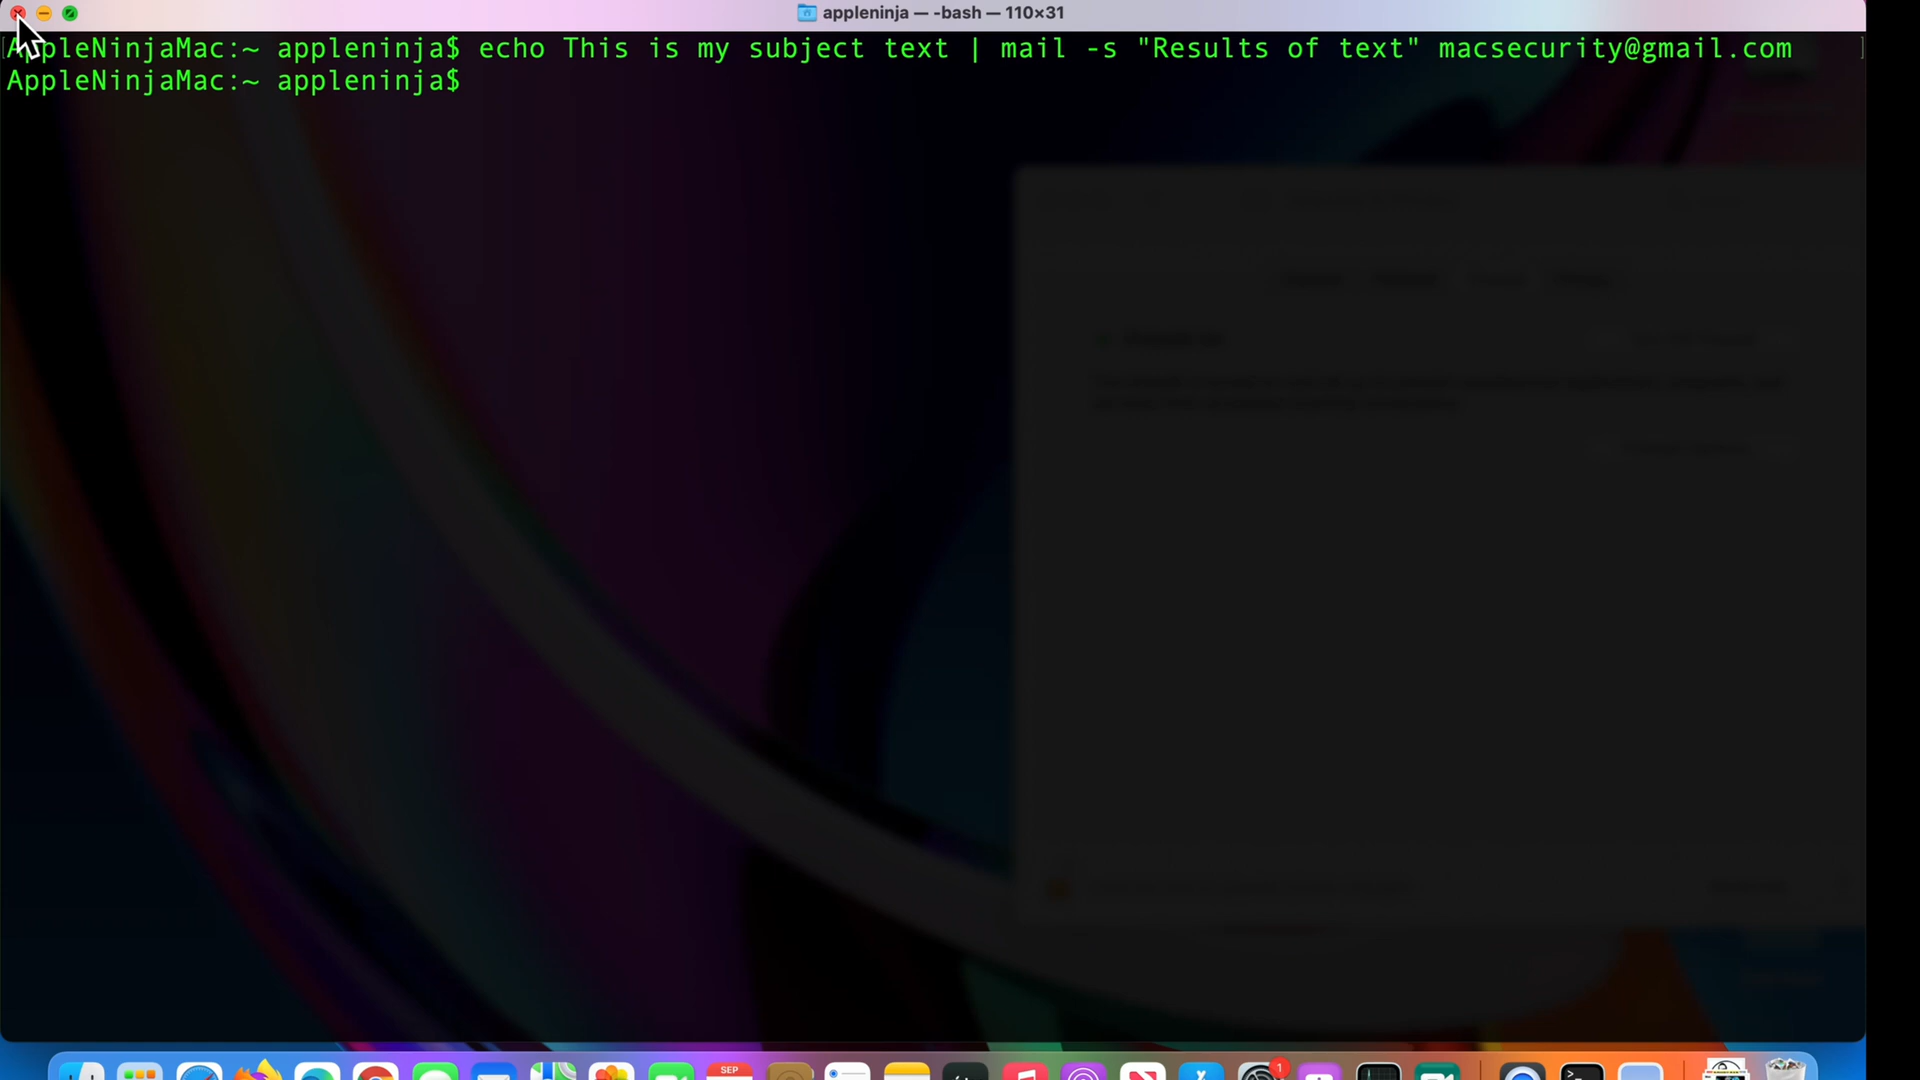 appleninja — -bash — 110×31
AppleNinjaMac:~ appleninja$ echo This is my subject text | mail -s "Results of text" macsecurity@gmail.com
AppleNinjaMac:~ appleninja$
SEP
1